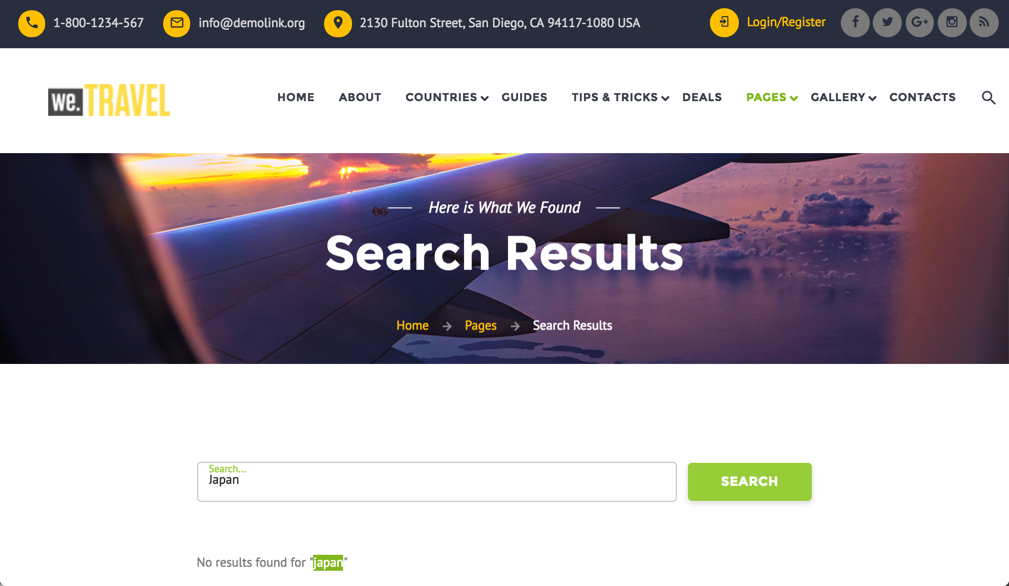 1-800-1234-567 info@demolink.org 2130 Fulton Street, San Diego, CA 94117-1080 USA Login/Register
we.TRAVEL
HOME ABOUT COUNTRIES GUIDES TIPS & TRICKS DEALS PAGES GALLERY CONTACTS
Here is What We Found
Search Results
Home → Pages → Search Results
Search...
Japan
SEARCH
No results found for "japan"